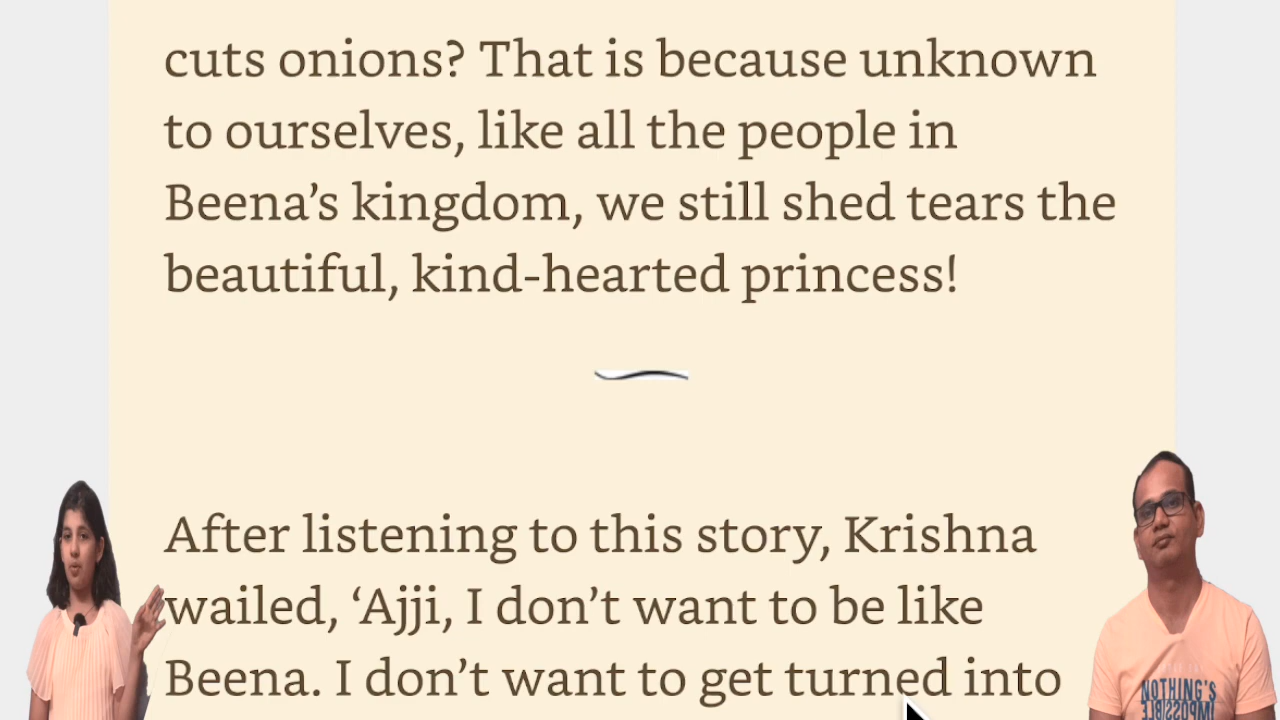 cuts onions? That is because unknown
to ourselves, like all the people in
Beena’s kingdom, we still shed tears the
beautiful, kind-hearted princess!
After listening to this story, Krishna
wailed, ‘Ajji, I don’t want to be like
Beena. I don’t want to get turned into
NOTHING'S
IMPOSSIBLE